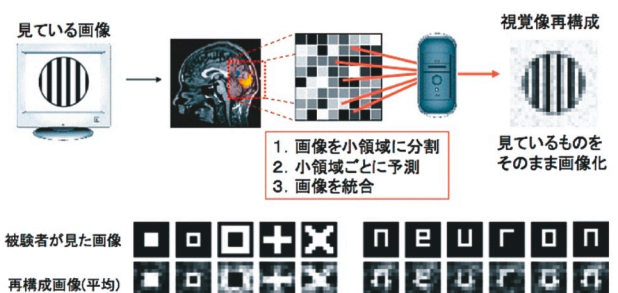 見ている画像
視覚像再構成
見ているものを
そのまま画像化
1. 画像を小領域に分割
2. 小領域ごとに予測
3. 画像を統合
被験者が見た画像
neuron
再構成画像(平均)
neuron